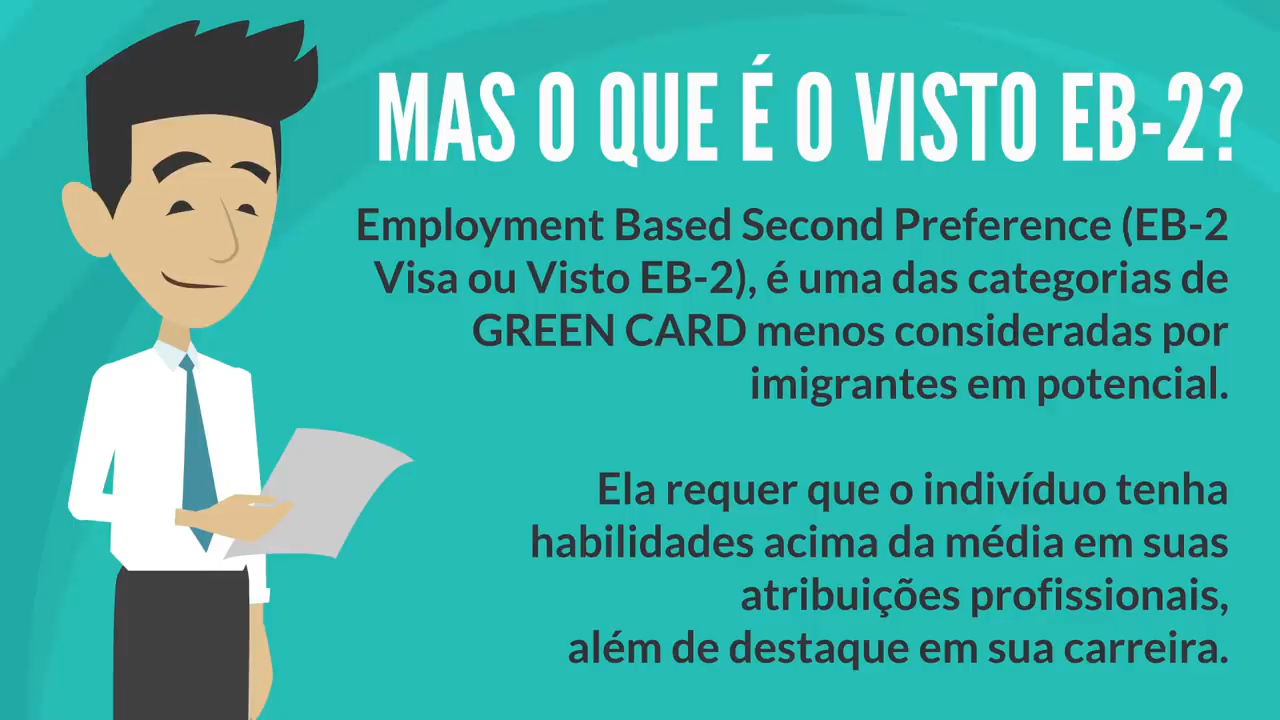 MAS O QUE É O VISTO EB-2?
Employment Based Second Preference (EB-2
Visa ou Visto EB-2), é uma das categorias de
GREEN CARD menos consideradas por
imigrantes em potencial.
Ela requer que o indivíduo tenha
habilidades acima da média em suas
atribuições profissionais,
além de destaque em sua carreira.